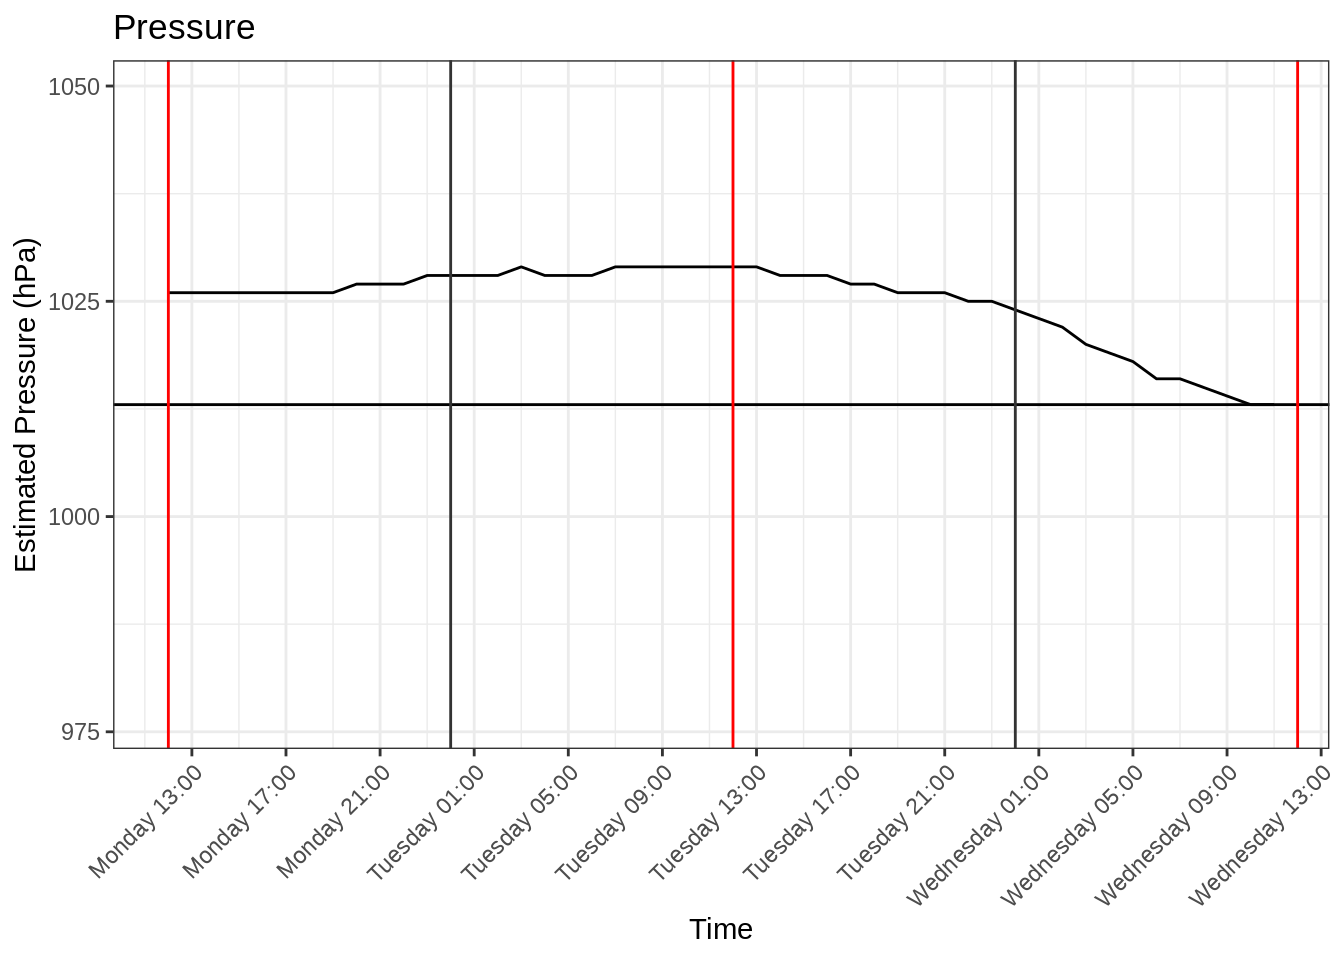 Pressure
Estimated Pressure (hPa)
1050
1025
1000
975
Monday 13:00
Monday 17:00
Monday 21:00
Tuesday 01:00
Tuesday 05:00
Tuesday 09:00
Tuesday 13:00
Tuesday 17:00
Tuesday 21:00
Wednesday 01:00
Wednesday 05:00
Wednesday 09:00
Wednesday 13:00
Time